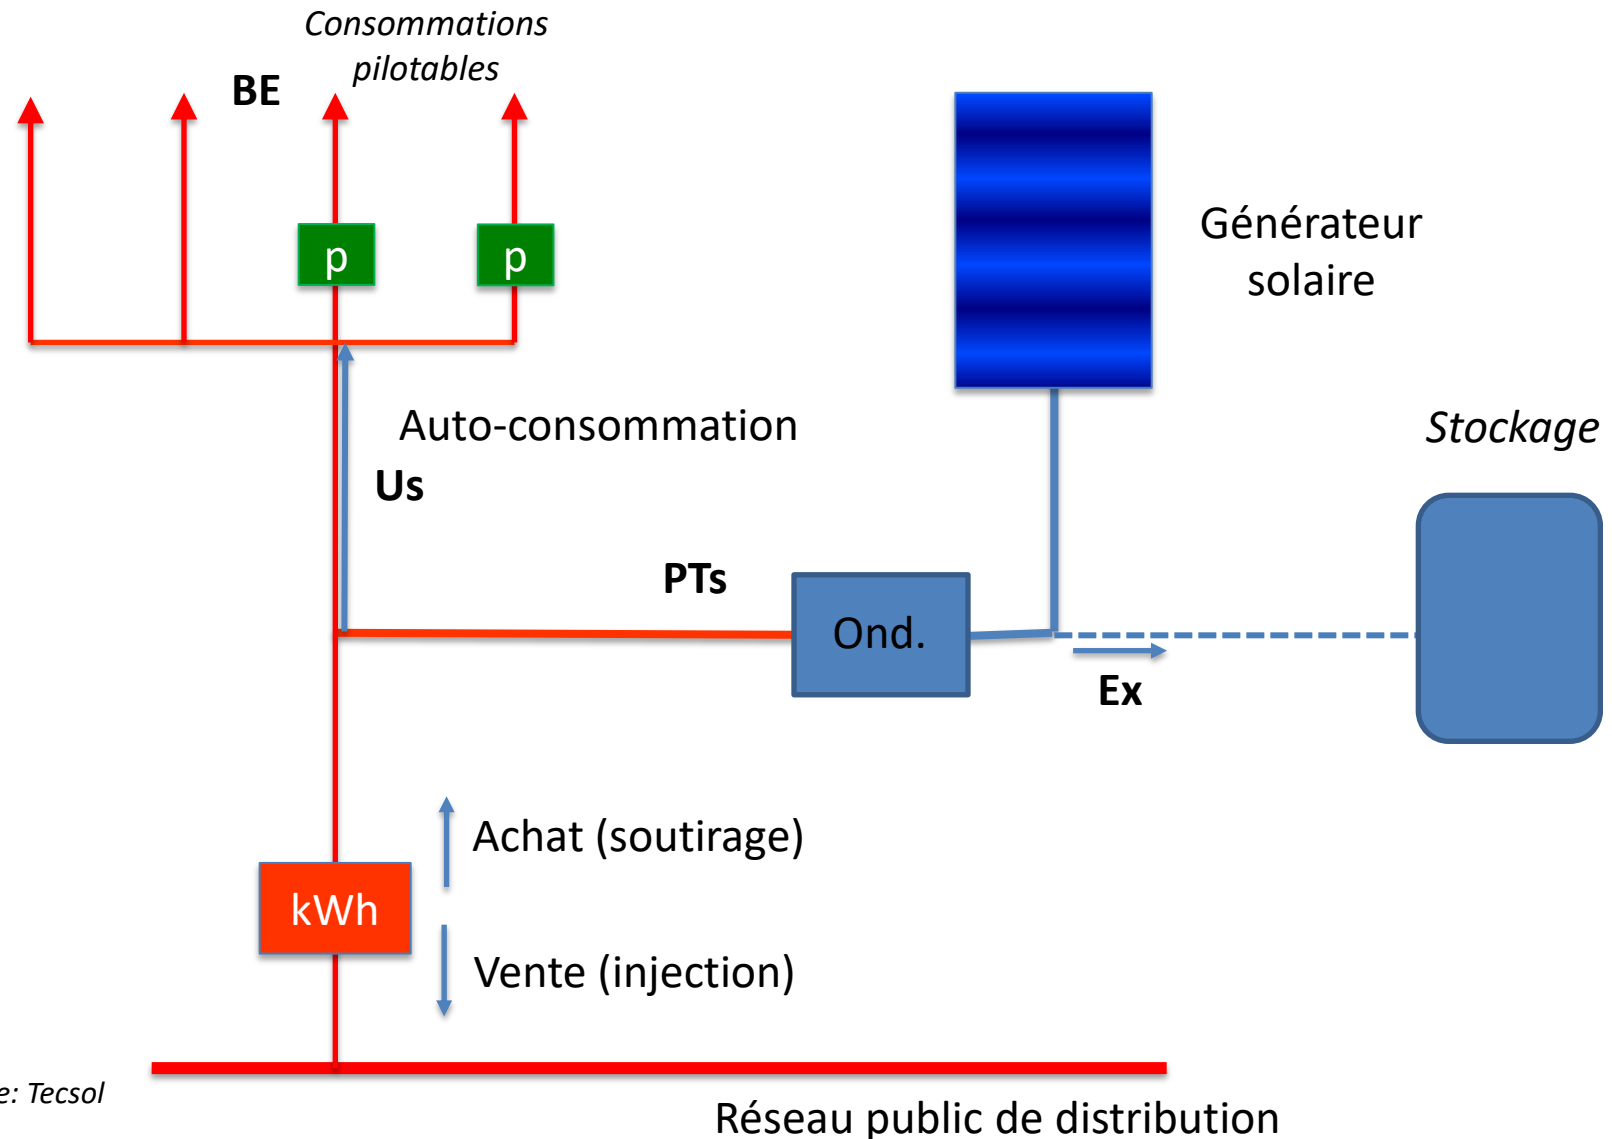 Consommations
pilotables
BE
p
p
Générateur
solaire
Auto-consommation
Stockage
Us
PTs
Ond.
Ex
Achat (soutirage)
kWh
Vente (injection)
e: Tecsol
Réseau public de distribution